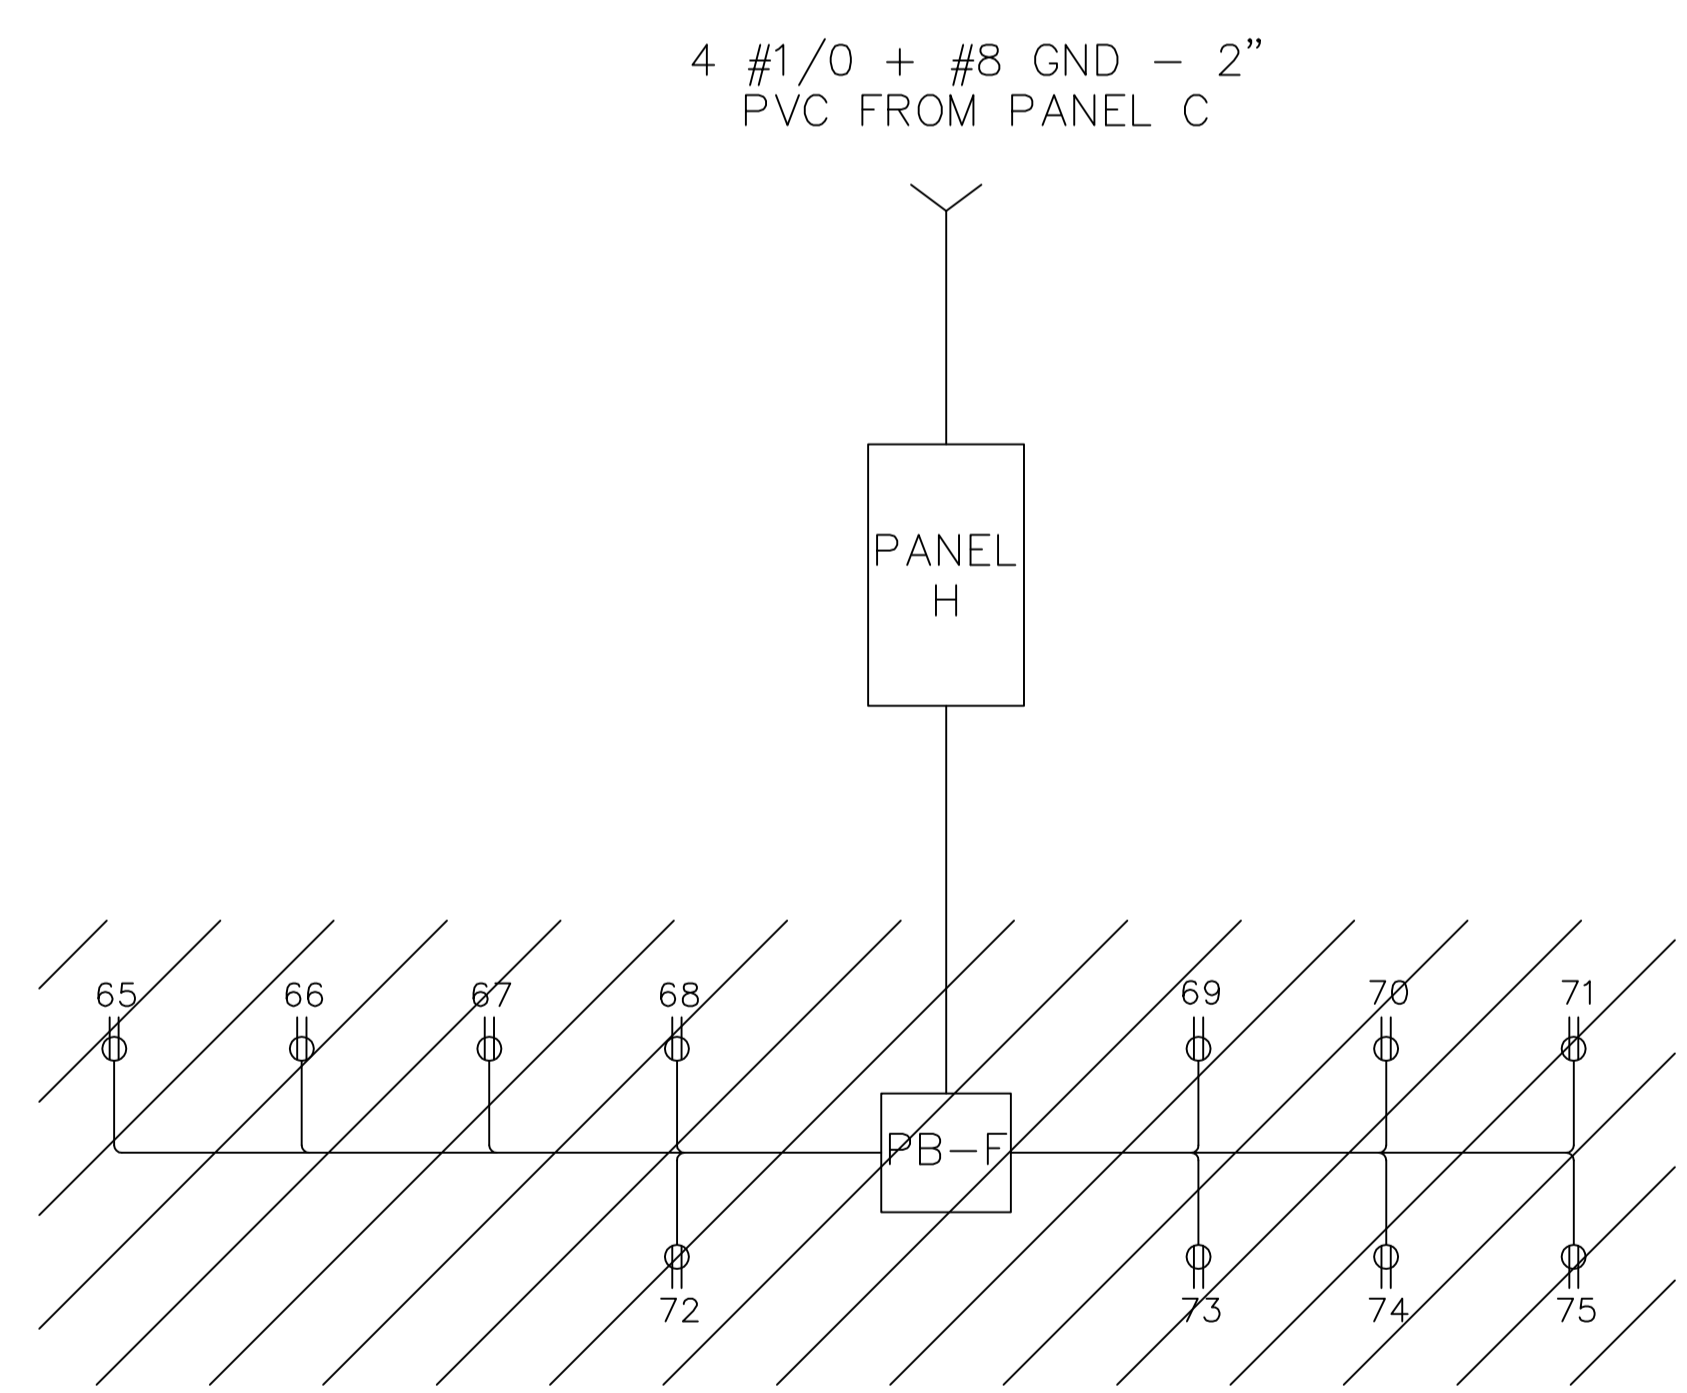 4 #1/0 + #8 GND - 2"
PVC FROM PANEL C
PANEL
H
65 66 67 68 69 70 71
PB-F
72 73 74 75